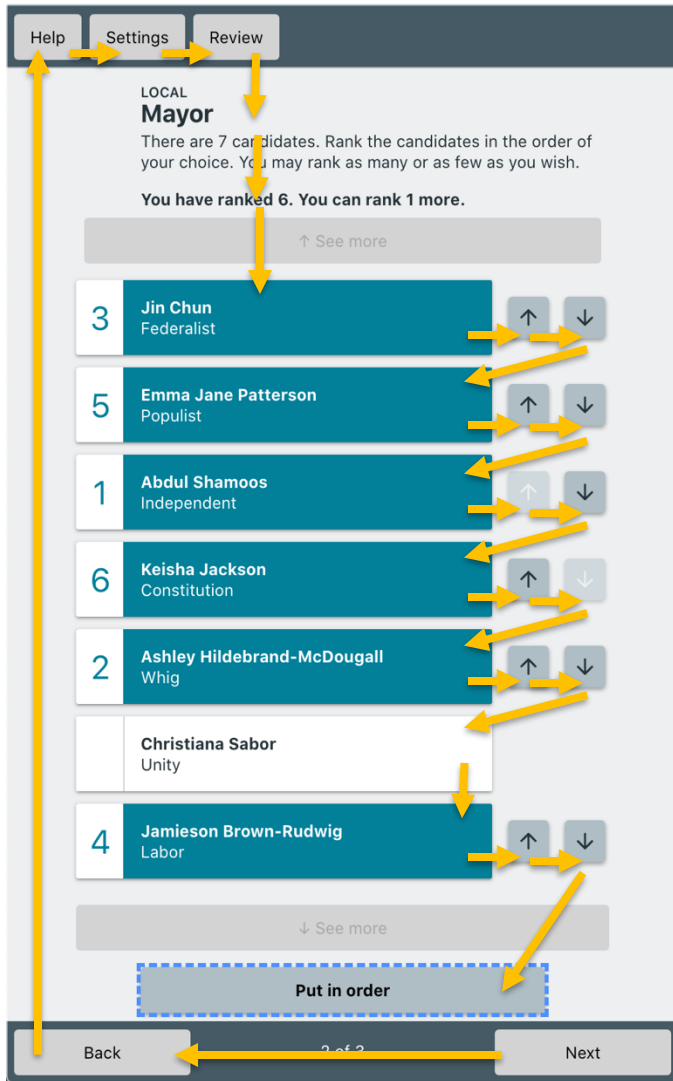 Help Settings Review
LOCAL
Mayor
There are 7 candidates. Rank the candidates in the order of
your choice. You may rank as many or as few as you wish.
You have ranked 6. You can rank 1 more.
↑ See more
3 Jin Chun
Federalist
↑ ↓
5 Emma Jane Patterson
Populist
↑ ↓
1 Abdul Shamoos
Independent
↑ ↓
6 Keisha Jackson
Constitution
↑ ↓
2 Ashley Hildebrand-McDougall
Whig
↑ ↓
Christiana Sabor
Unity
4 Jamieson Brown-Rudwig
Labor
↑ ↓
↓ See more
Put in order
Back 2 of 3 Next